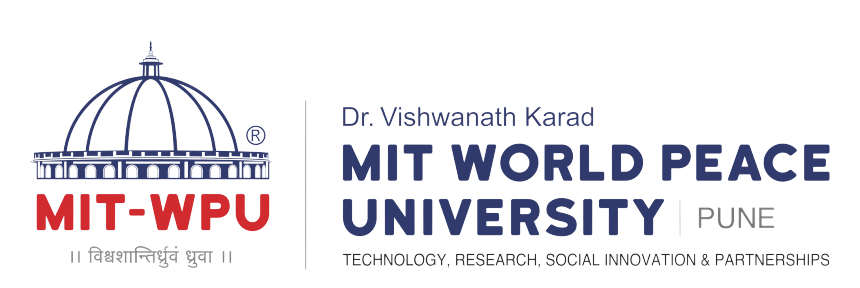 ®
MIT-WPU
।। विश्वशान्तिर्ध्रुवं ध्रुवा ।।
Dr. Vishwanath Karad
MIT WORLD PEACE
UNIVERSITY | PUNE
TECHNOLOGY, RESEARCH, SOCIAL INNOVATION & PARTNERSHIPS